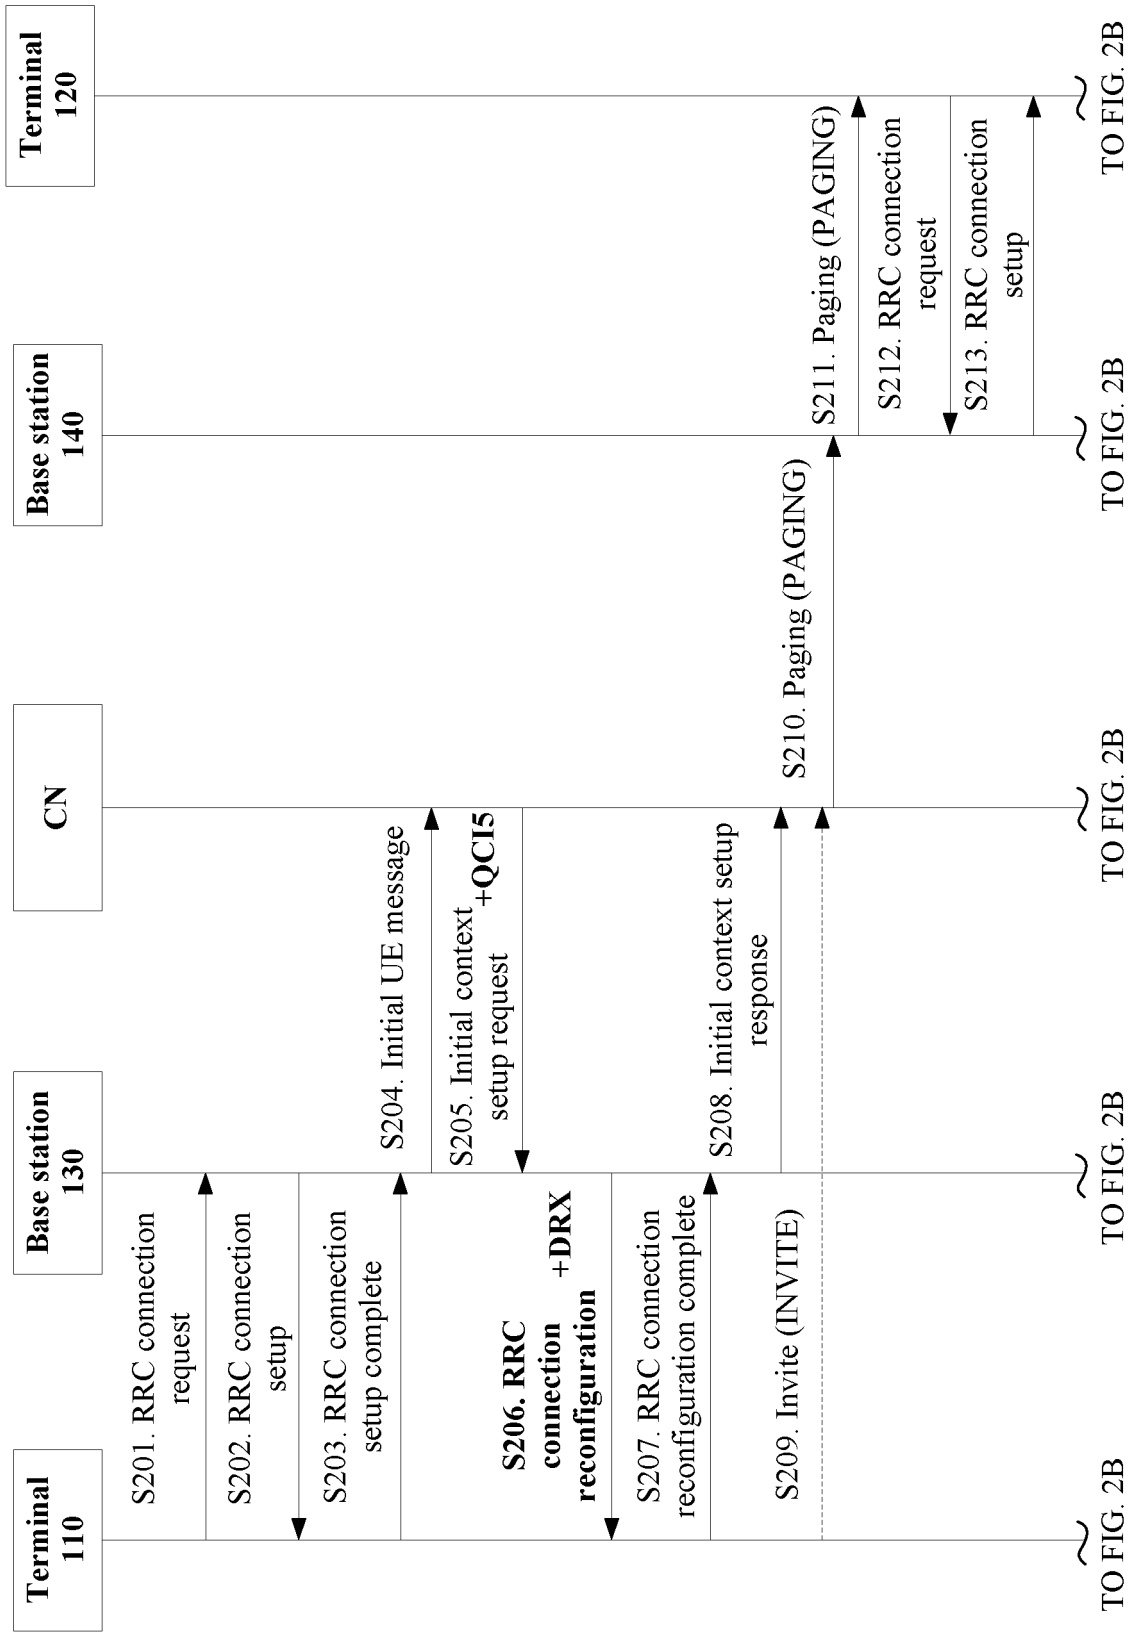 Terminal
110
Base station
130
CN
Base station
140
Terminal
120
S201. RRC connection
request
S202. RRC connection
setup
S203. RRC connection
setup complete
S204. Initial UE message
S205. Initial context
setup request
+QCI5
S206. RRC
connection
reconfiguration
+DRX
S207. RRC connection
reconfiguration complete
S208. Initial context setup
response
S209. Invite (INVITE)
S210. Paging (PAGING)
S211. Paging (PAGING)
S212. RRC connection
request
S213. RRC connection
setup
TO FIG. 2B
TO FIG. 2B
TO FIG. 2B
TO FIG. 2B
TO FIG. 2B